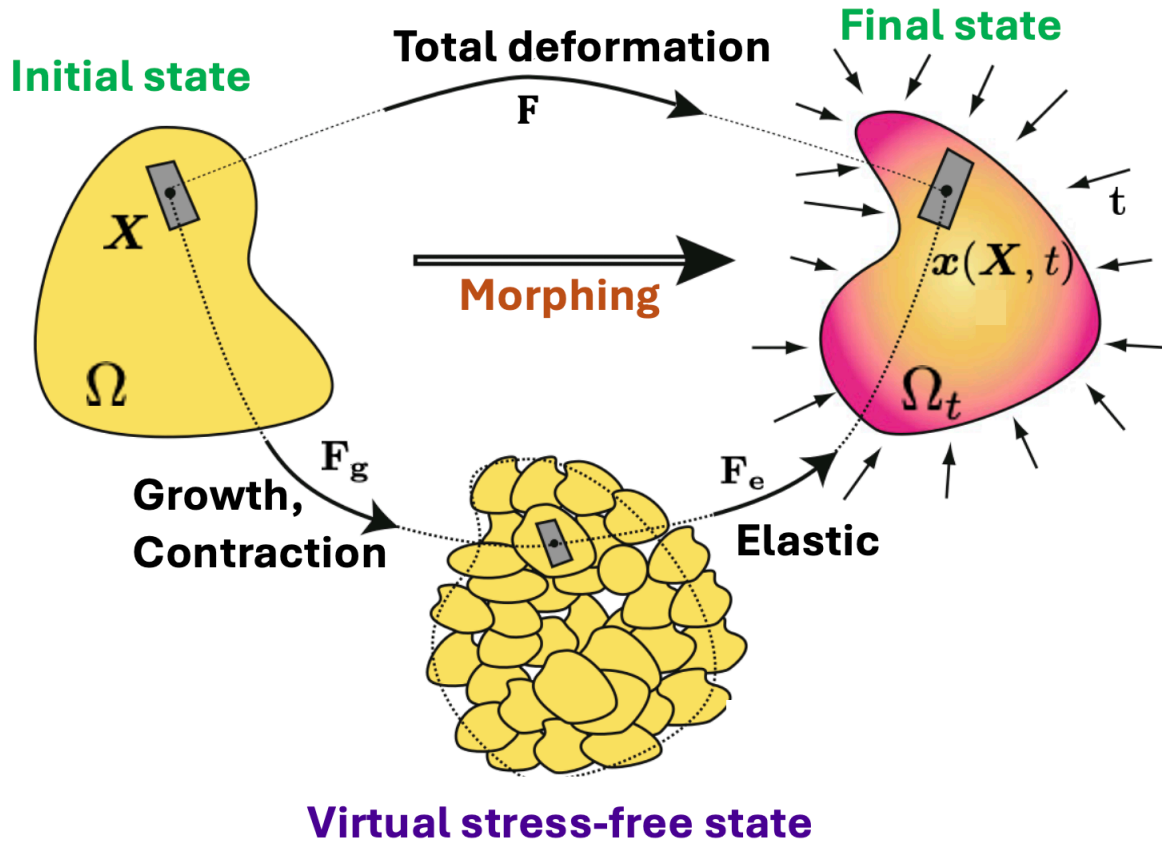 Initial state
Total deformation
F
Final state
X
Ω
Morphing
t
x(X, t)
Ωt
Fg
Growth,
Contraction
Fe
Elastic
Virtual stress-free state